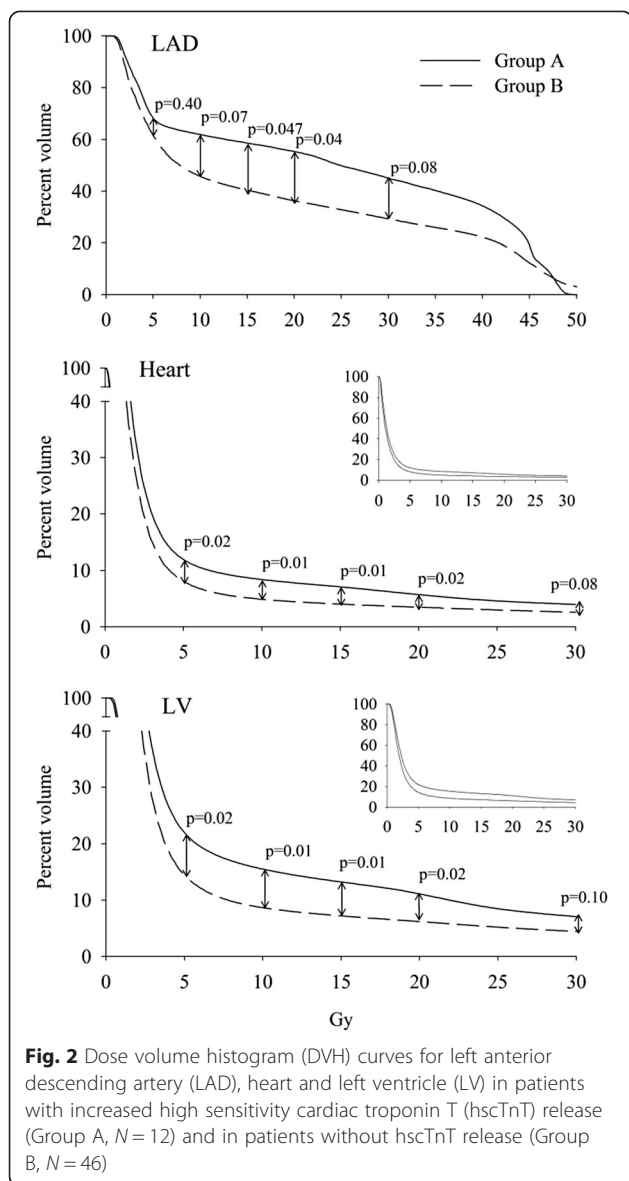 LAD
Group A
Group B
Percent volume
100
80
60
40
20
0
p=0.40
p=0.07
p=0.047
p=0.04
p=0.08
0 5 10 15 20 25 30 35 40 45 50
Heart
Percent volume
100
40
30
20
10
0
p=0.02
p=0.01
p=0.01
p=0.02
p=0.08
0 5 10 15 20 25 30
100
80
60
40
20
0
0 5 10 15 20 25 30
LV
Percent volume
100
40
30
20
10
0
p=0.02
p=0.01
p=0.01
p=0.02
p=0.10
0 5 10 15 20 25 30
100
80
60
40
20
0
0 5 10 15 20 25 30
Gy
Fig. 2 Dose volume histogram (DVH) curves for left anterior
descending artery (LAD), heart and left ventricle (LV) in patients
with increased high sensitivity cardiac troponin T (hscTnT) release
(Group A, N = 12) and in patients without hscTnT release (Group
B, N = 46)